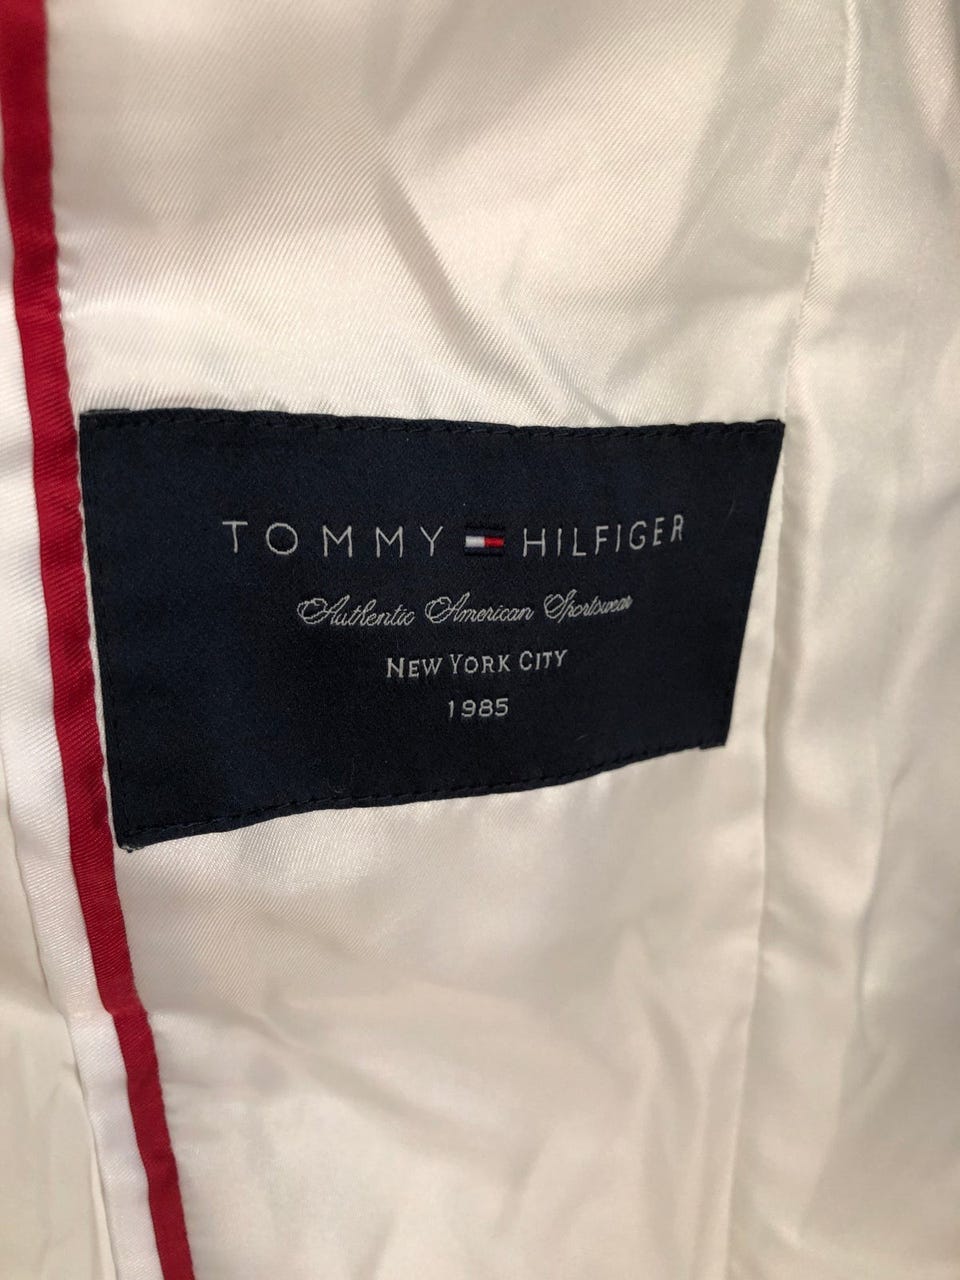 TOMMY HILFIGER
Authentic American Sportswear
NEW YORK CITY
1985